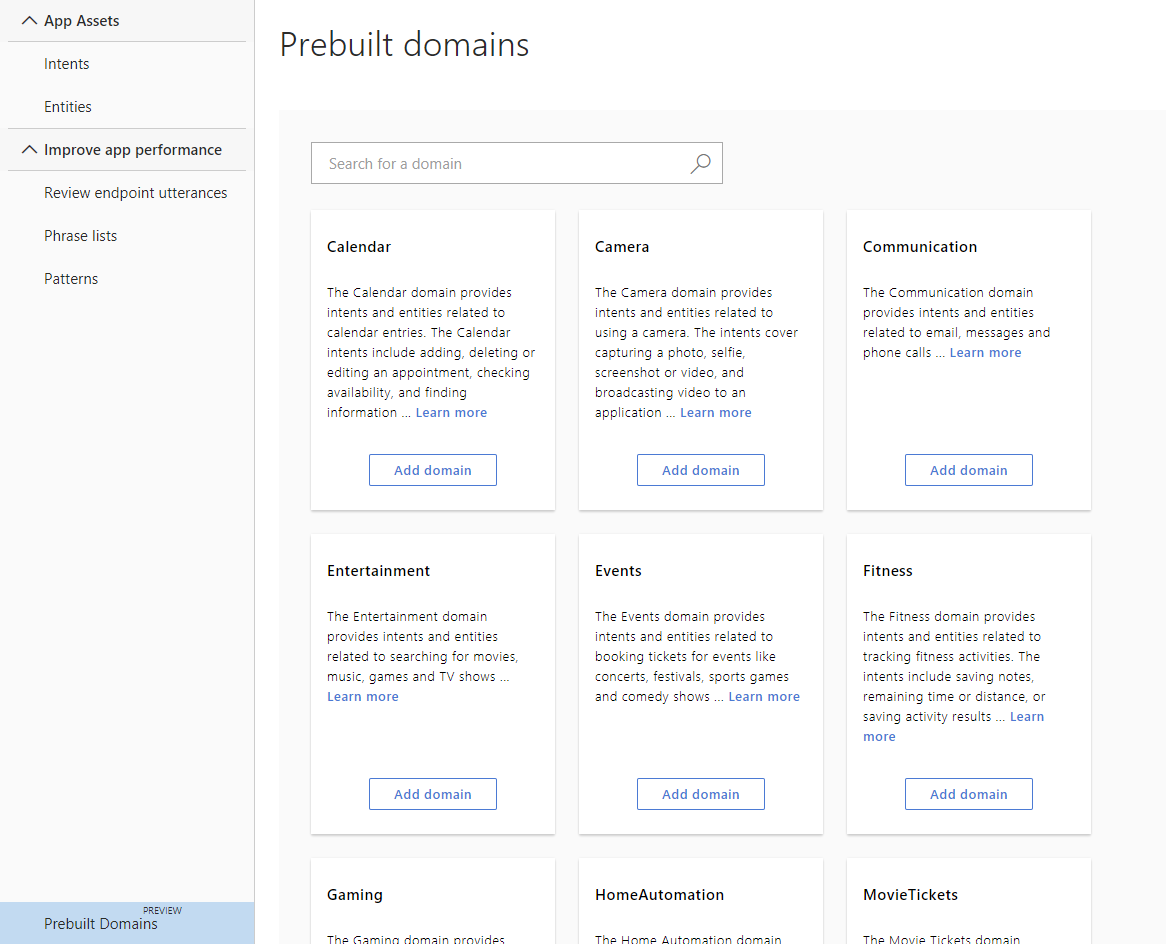 App Assets
Intents
Entities
Improve app performance
Review endpoint utterances
Phrase lists
Patterns
PREVIEW
Prebuilt Domains
Prebuilt domains
Search for a domain
Calendar
The Calendar domain provides
intents and entities related to
calendar entries. The Calendar
intents include adding, deleting or
editing an appointment, checking
availability, and finding
information ... Learn more
Add domain
Camera
The Camera domain provides
intents and entities related to
using a camera. The intents cover
capturing a photo, selfie,
screenshot or video, and
broadcasting video to an
application ... Learn more
Add domain
Communication
The Communication domain
provides intents and entities
related to email, messages and
phone calls ... Learn more
Add domain
Entertainment
The Entertainment domain
provides intents and entities
related to searching for movies,
music, games and TV shows ...
Learn more
Add domain
Events
The Events domain provides
intents and entities related to
booking tickets for events like
concerts, festivals, sports games
and comedy shows ... Learn more
Add domain
Fitness
The Fitness domain provides
intents and entities related to
tracking fitness activities. The
intents include saving notes,
remaining time or distance, or
saving activity results ... Learn
more
Add domain
Gaming
The Gaming domain provides
HomeAutomation
The Home Automation domain
MovieTickets
The Movie Tickets domain